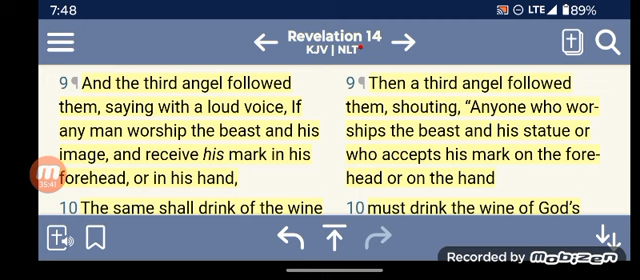 7:48 LTE 89%
Revelation 14
KJV | NLT
9 ¶ And the third angel followed
them, saying with a loud voice, If
any man worship the beast and his
image, and receive his mark in his
forehead, or in his hand,
10 The same shall drink of the wine
9 ¶ Then a third angel followed
them, shouting, “Anyone who wor-
ships the beast and his statue or
who accepts his mark on the fore-
head or on the hand
10 must drink the wine of God’s
m
35:41
Recorded by Mobizen